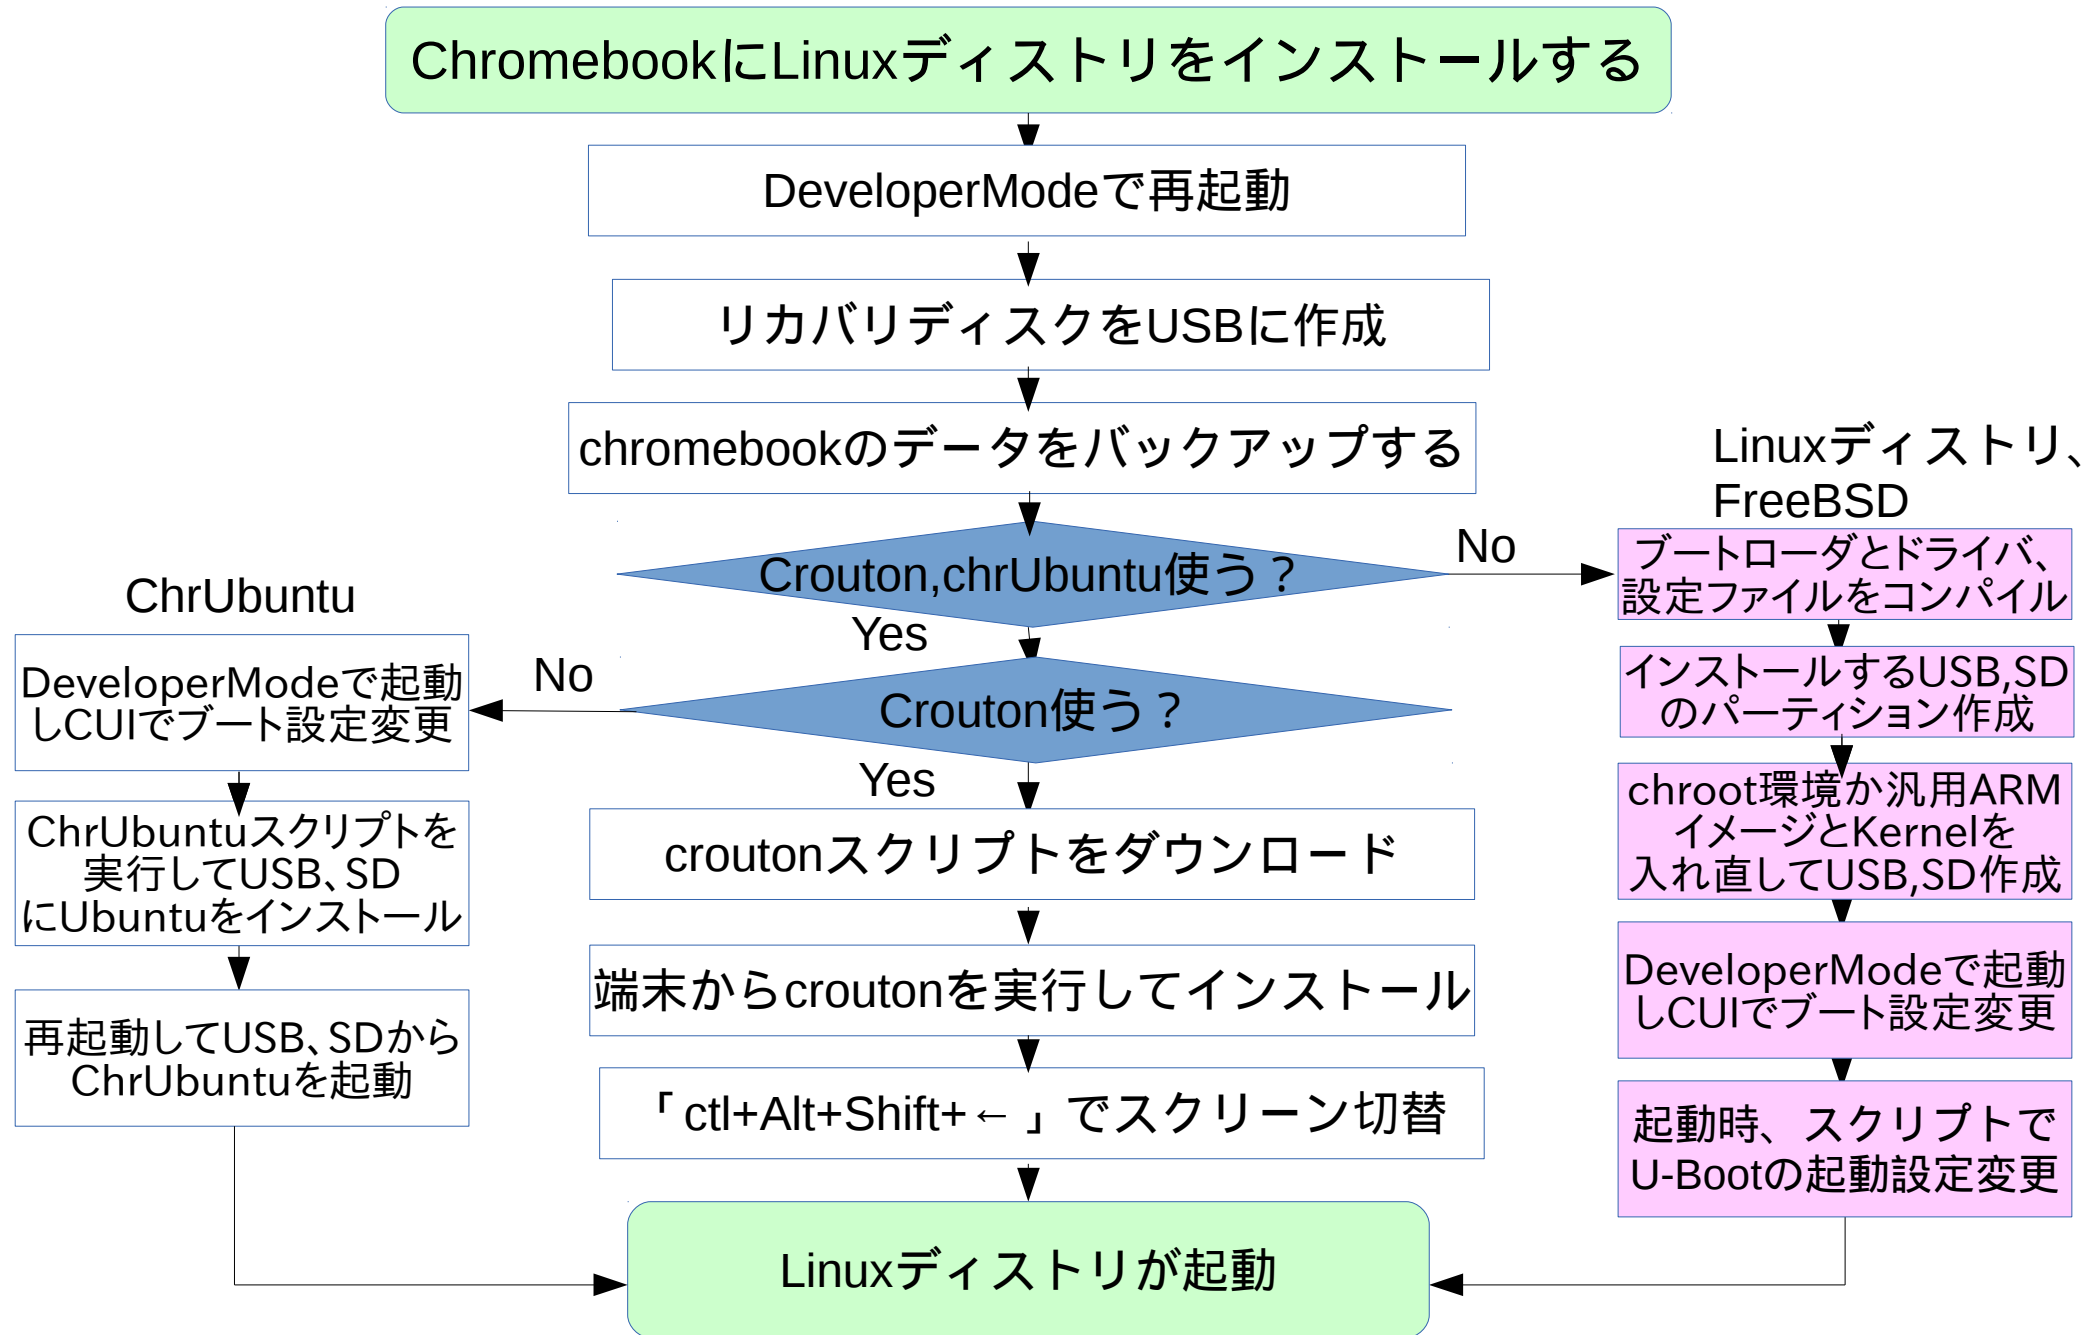 ChromebookにLinuxディストリをインストールする
DeveloperModeで再起動
リカバリディスクをUSBに作成
chromebookのデータをバックアップする
Crouton,chrUbuntu使う？
No
Yes
Crouton使う？
No
Yes
croutonスクリプトをダウンロード
端末からcroutonを実行してインストール
「ctl+Alt+Shift+←」でスクリーン切替
ChrUbuntu
DeveloperModeで起動
しCUIでブート設定変更
ChrUbuntuスクリプトを
実行してUSB、SD
にUbuntuをインストール
再起動してUSB、SDから
ChrUbuntuを起動
Linuxディストリ、
FreeBSD
ブートローダとドライバ、
設定ファイルをコンパイル
インストールするUSB,SD
のパーティション作成
chroot環境か汎用ARM
イメージとKernelを
入れ直してUSB,SD作成
DeveloperModeで起動
しCUIでブート設定変更
起動時、スクリプトで
U-Bootの起動設定変更
Linuxディストリが起動